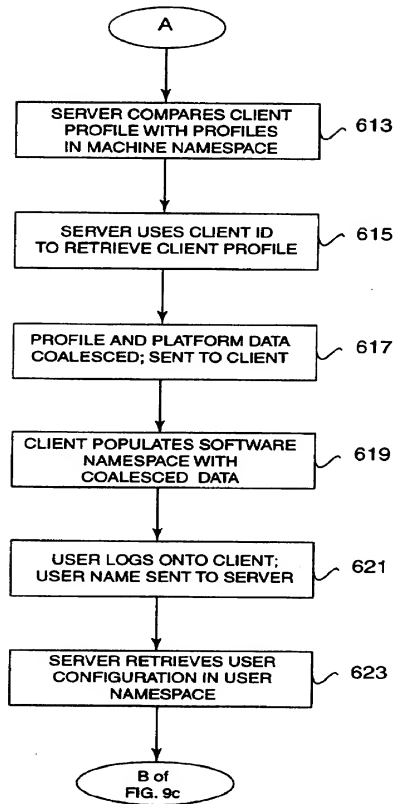 A
SERVER COMPARES CLIENT
PROFILE WITH PROFILES
IN MACHINE NAMESPACE
613
SERVER USES CLIENT ID
TO RETRIEVE CLIENT PROFILE
615
PROFILE AND PLATFORM DATA
COALESCED; SENT TO CLIENT
617
CLIENT POPULATES SOFTWARE
NAMESPACE WITH
COALESCED DATA
619
USER LOGS ONTO CLIENT;
USER NAME SENT TO SERVER
621
SERVER RETRIEVES USER
CONFIGURATION IN USER
NAMESPACE
623
B of
FIG. 9c